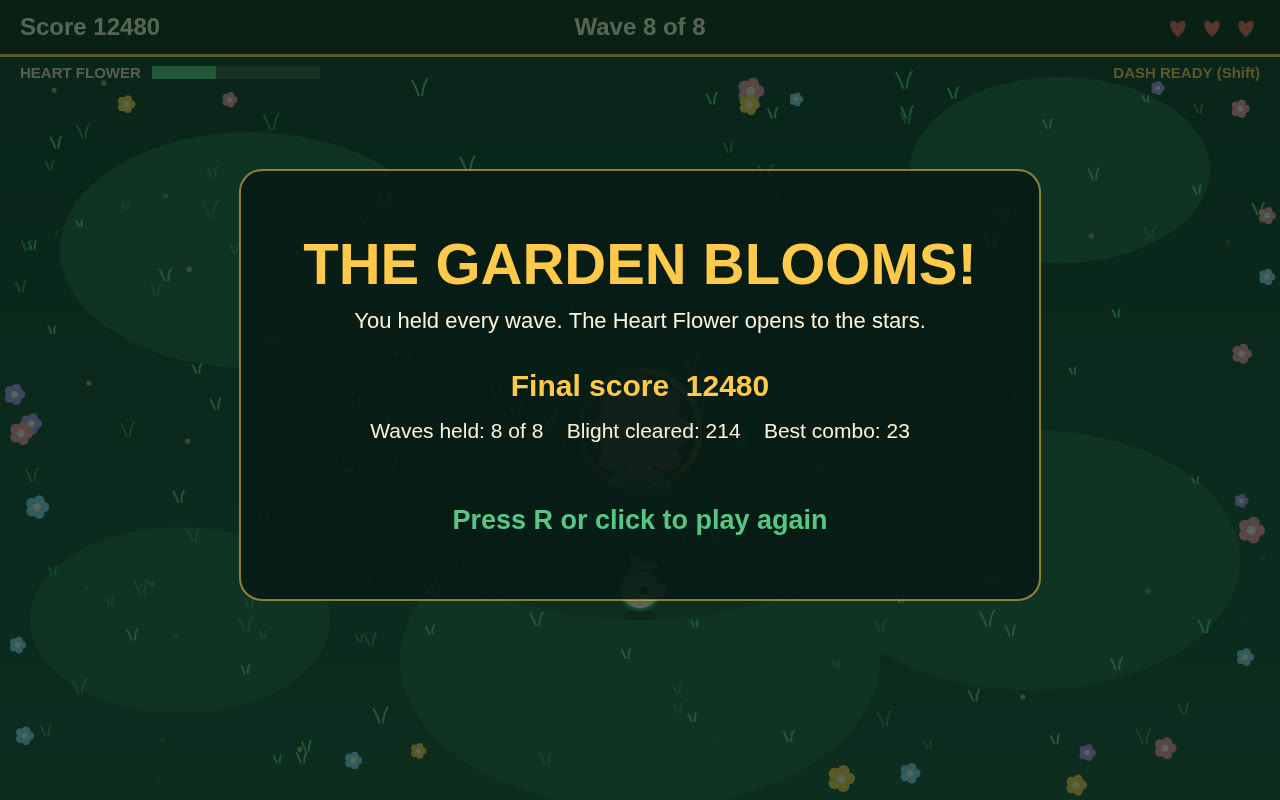 Score 12480
Wave 8 of 8
HEART FLOWER
DASH READY (Shift)
THE GARDEN BLOOMS!
You held every wave. The Heart Flower opens to the stars.
Final score 12480
Waves held: 8 of 8 Blight cleared: 214 Best combo: 23
Press R or click to play again